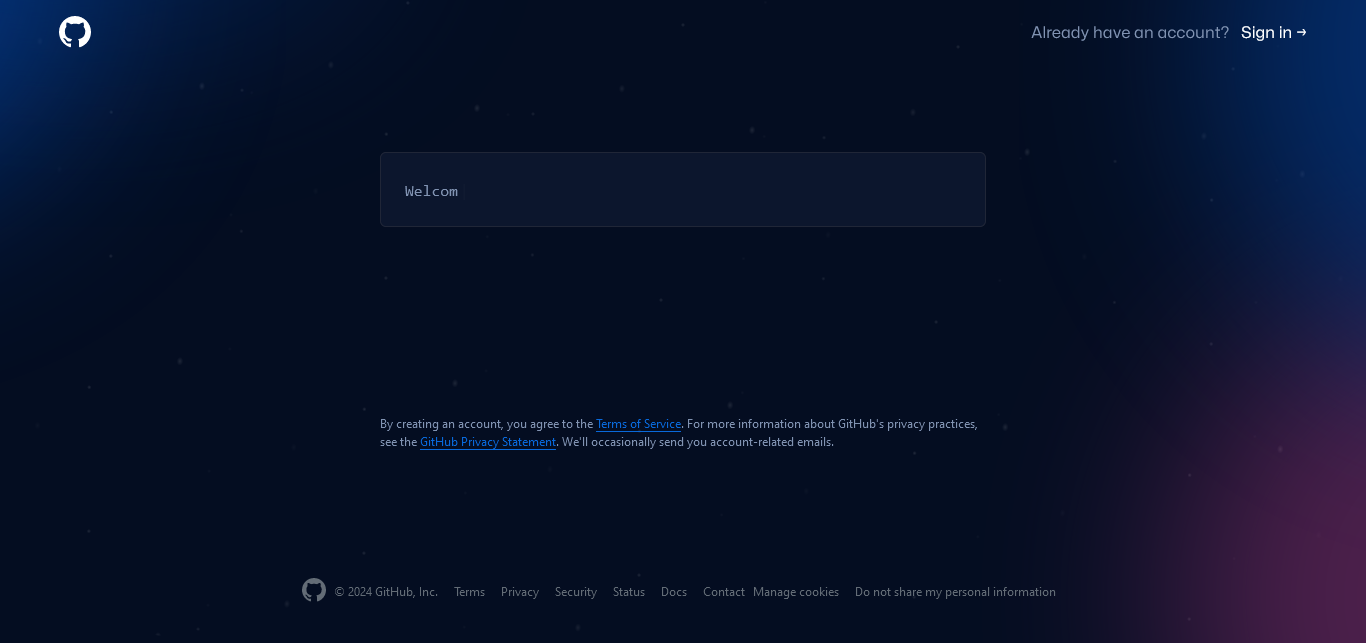 Already have an account? Sign in →
Welcom
By creating an account, you agree to the Terms of Service. For more information about GitHub's privacy practices,
see the GitHub Privacy Statement. We'll occasionally send you account-related emails.
© 2024 GitHub, Inc. Terms Privacy Security Status Docs Contact Manage cookies Do not share my personal information